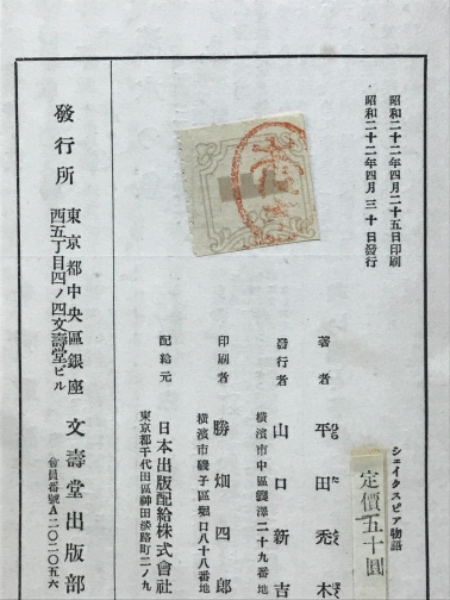 昭和二十二年四月二十五日印刷
昭和二十二年四月三十日發行
シェイクスピア物語
定價五十圓
著者 平田禿木
發行者 山口新吉
横濱市中區簑澤二十九番地
印刷者 勝畑四郎
横濱市磯子區堀口八十八番地
配給元 日本出版配給株式會社
東京都千代田區神田淡路町二ノ九
發行所 東京都中央區銀座
西五丁目四ノ四文壽堂ビル
文壽堂出版部
會員番號A二〇二〇五六